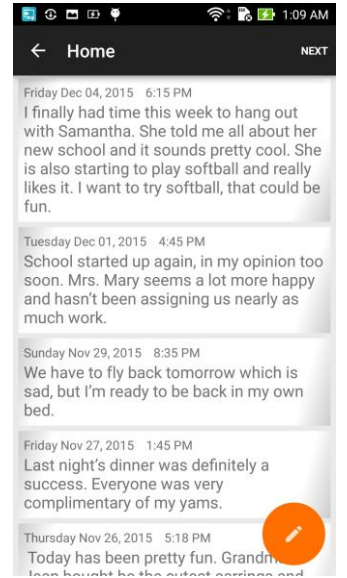 1:09 AM
Home
NEXT
Friday Dec 04, 2015 6:15 PM
I finally had time this week to hang out
with Samantha. She told me all about her
new school and it sounds pretty cool. She
is also starting to play softball and really
likes it. I want to try softball, that could be
fun.
Tuesday Dec 01, 2015 4:45 PM
School started up again, in my opinion too
soon. Mrs. Mary seems a lot more happy
and hasn't been assigning us nearly as
much work.
Sunday Nov 29, 2015 8:35 PM
We have to fly back tomorrow which is
sad, but I'm ready to be back in my own
bed.
Friday Nov 27, 2015 1:45 PM
Last night's dinner was definitely a
success. Everyone was very
complimentary of my yams.
Thursday Nov 26, 2015 5:18 PM
Today has been pretty fun.